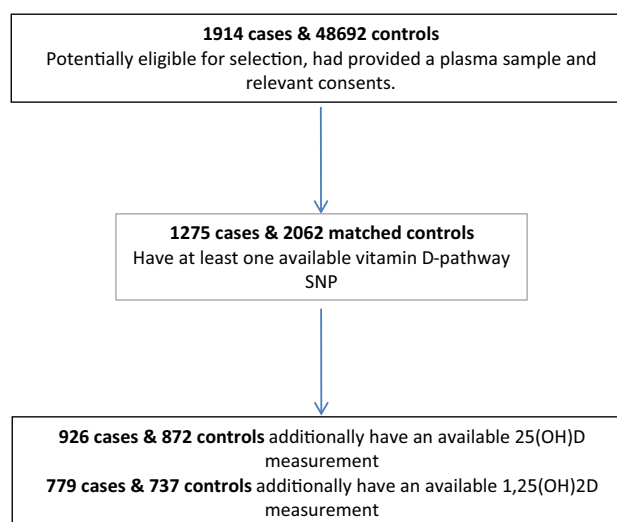 1914 cases & 48692 controls
Potentially eligible for selection, had provided a plasma sample and
relevant consents.
1275 cases & 2062 matched controls
Have at least one available vitamin D-pathway
SNP
926 cases & 872 controls additionally have an available 25(OH)D
measurement
779 cases & 737 controls additionally have an available 1,25(OH)2D
measurement